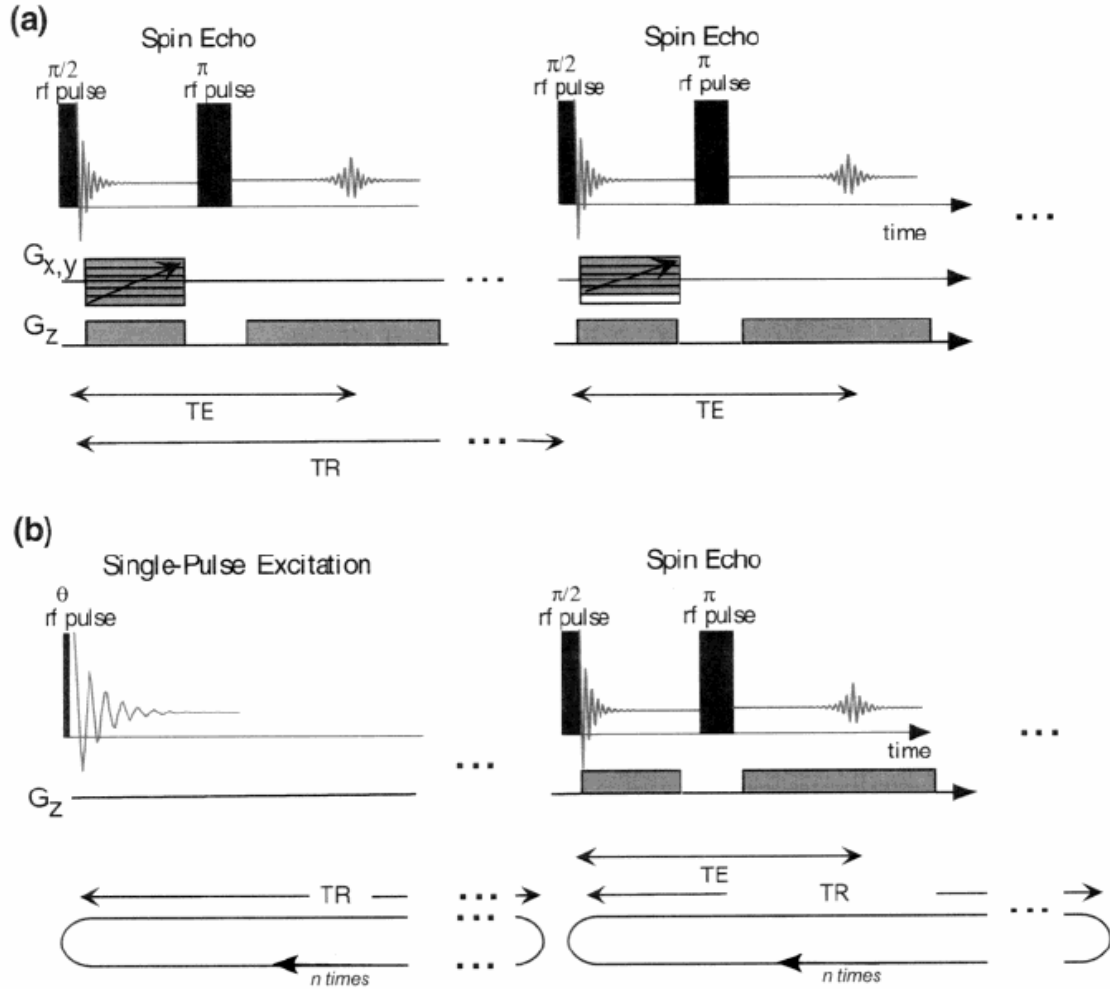 (a)
Spin Echo
Spin Echo
π/2
rf pulse
π
rf pulse
π/2
rf pulse
π
rf pulse
time
...
Gx,y
...
Gz
TE
TE
...
TR
(b)
Single-Pulse Excitation
Spin Echo
θ
rf pulse
π/2
rf pulse
π
rf pulse
time
...
...
Gz
TE
TR
...
TR
...
...
...
n times
n times